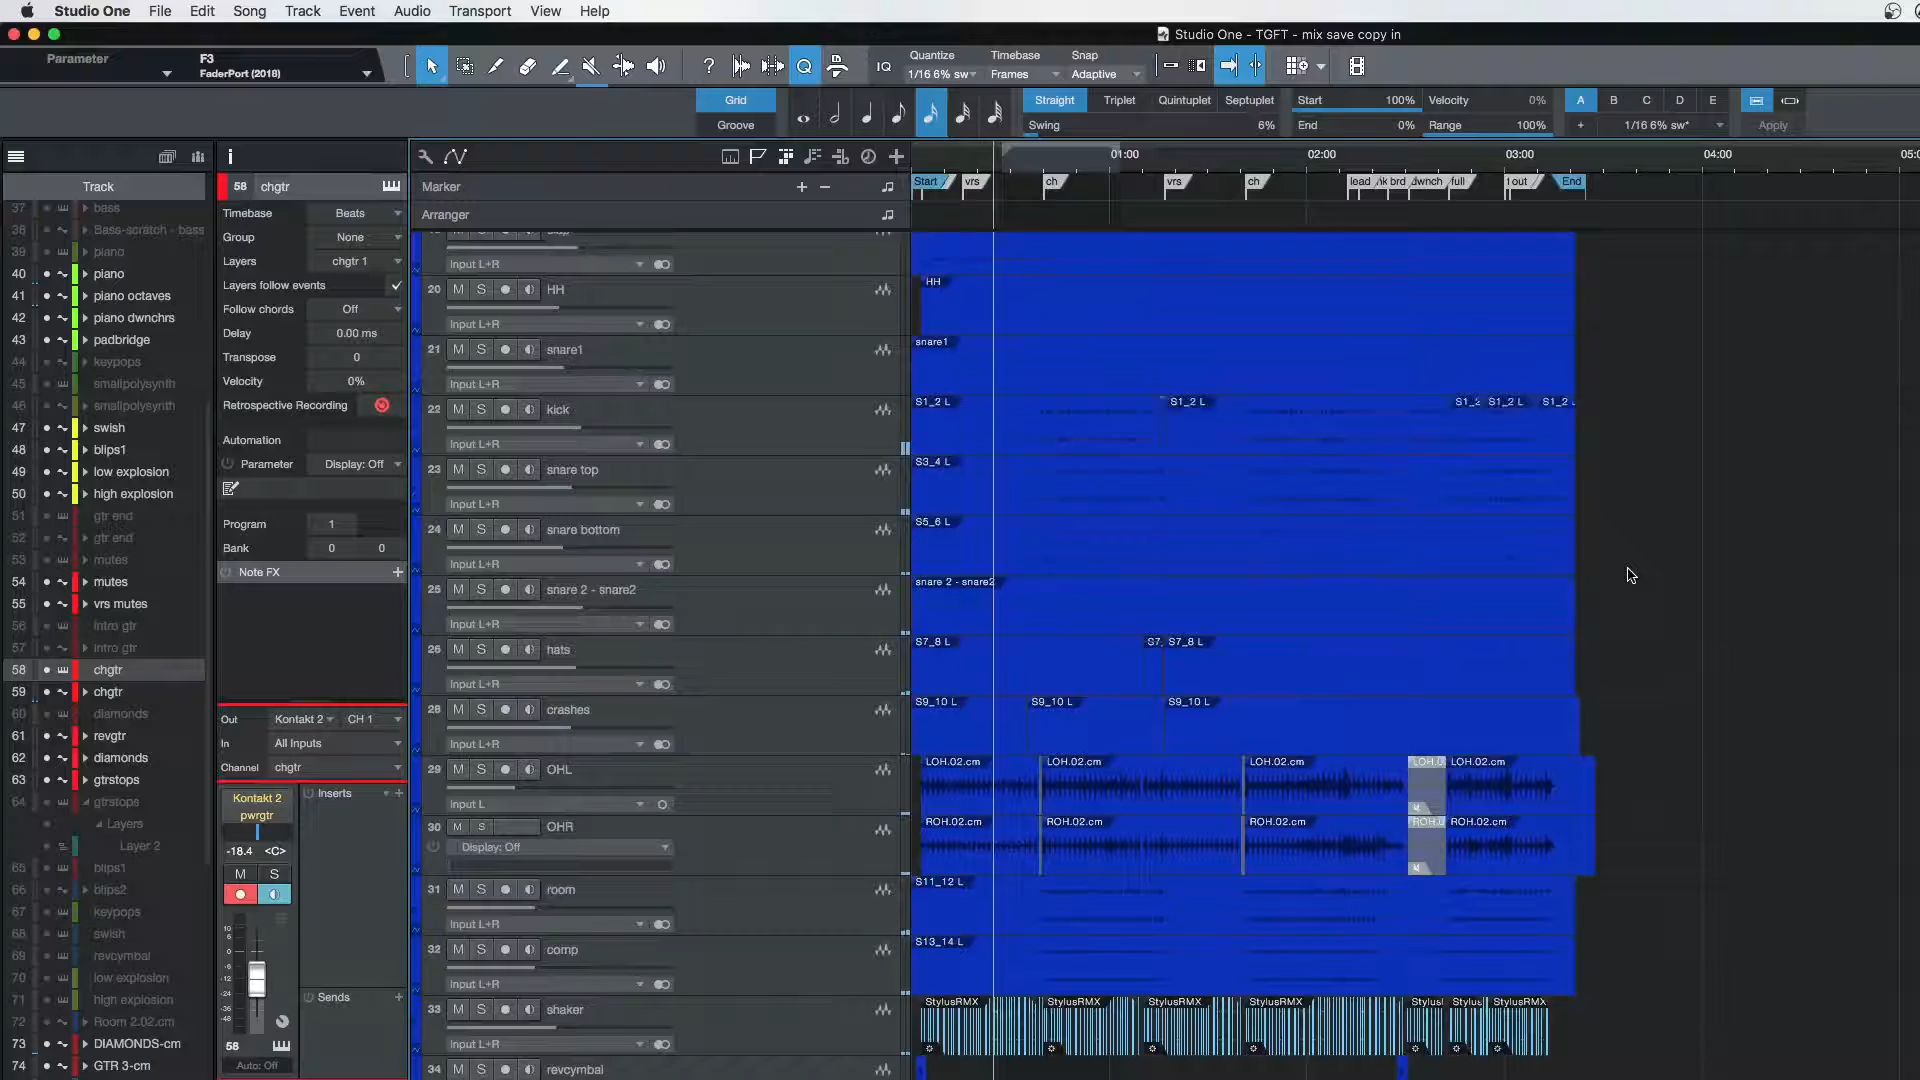 Studio One File Edit Song Track Event Audio Transport View Help
Studio One - TGFT - mix save copy in
Parameter
F3
FaderPort (2018)
Quantize
1/16 6% sw
Timebase
Frames
Snap
Adaptive
IQ
Grid
Groove
Straight Triplet Quintuplet Septuplet
Swing 6%
Start 100%
End 0%
Velocity 0%
Range 100%
A B C D E
1/16 6% sw*
Apply
Track
37 bass
38 Bass-scratch - bass
39 piano
40 piano
41 piano octaves
42 piano dwnchrs
43 padbridge
44 keypops
45 smallpolysynth
46 smallpolysynth
47 swish
48 blips1
49 low explosion
50 high explosion
51 gtr end
52 gtr end
53 mutes
54 mutes
55 vrs mutes
56 Intro gtr
57 Intro gtr
58 chgtr
59 chgtr
60 diamonds
61 revgtr
62 diamonds
63 gtrstops
64 gtrstops
Layers
Layer 2
65 blips1
66 blips2
67 keypops
68 swish
69 revcymbal
70 low explosion
71 high explosion
72 Room 2.02.cm
73 DIAMONDS-cm
74 GTR 3-cm
58 chgtr
Timebase Beats
Group None
Layers chgtr 1
Layers follow events
Follow chords Off
Delay 0.00 ms
Transpose 0
Velocity 0%
Retrospective Recording
Automation
Parameter Display: Off
Program 1
Bank 0 0
Note FX
Out Kontakt 2 CH 1
In All Inputs
Channel chgtr
Kontakt 2
pwrgtr
-18.4 <C>
M S
10
6
0
-6
-12
-24
-36
-48
58
Auto: Off
Inserts
Sends
Marker
Arranger
01:00 02:00 03:00 04:00
Start vrs ch vrs ch lead brd full out End
Input L+R
20 M S HH
Input L+R
21 M S snare1
Input L+R
22 M S kick
Input L+R
23 M S snare top
Input L+R
24 M S snare bottom
Input L+R
25 M S snare 2 - snare2
Input L+R
26 M S hats
Input L+R
28 M S crashes
Input L+R
29 M S OHL
Input L
30 M S OHR
Display: Off
31 M S room
Input L+R
32 M S comp
Input L+R
33 M S shaker
Input L+R
34 revcymbal
HH
snare1
S1_2 L S1_2 L S1_2 L
S3_4 L
S5_6 L
snare 2 - snare2
S7_8 L S7_8 L
S9_10 L S9_10 L S9_10 L
LOH.02.cm LOH.02.cm LOH.02.cm LOH.02.cm
ROH.02.cm ROH.02.cm ROH.02.cm ROH.02.cm
S11_12 L
S13_14 L
StylusRMX StylusRMX StylusRMX StylusRMX StylusRMX